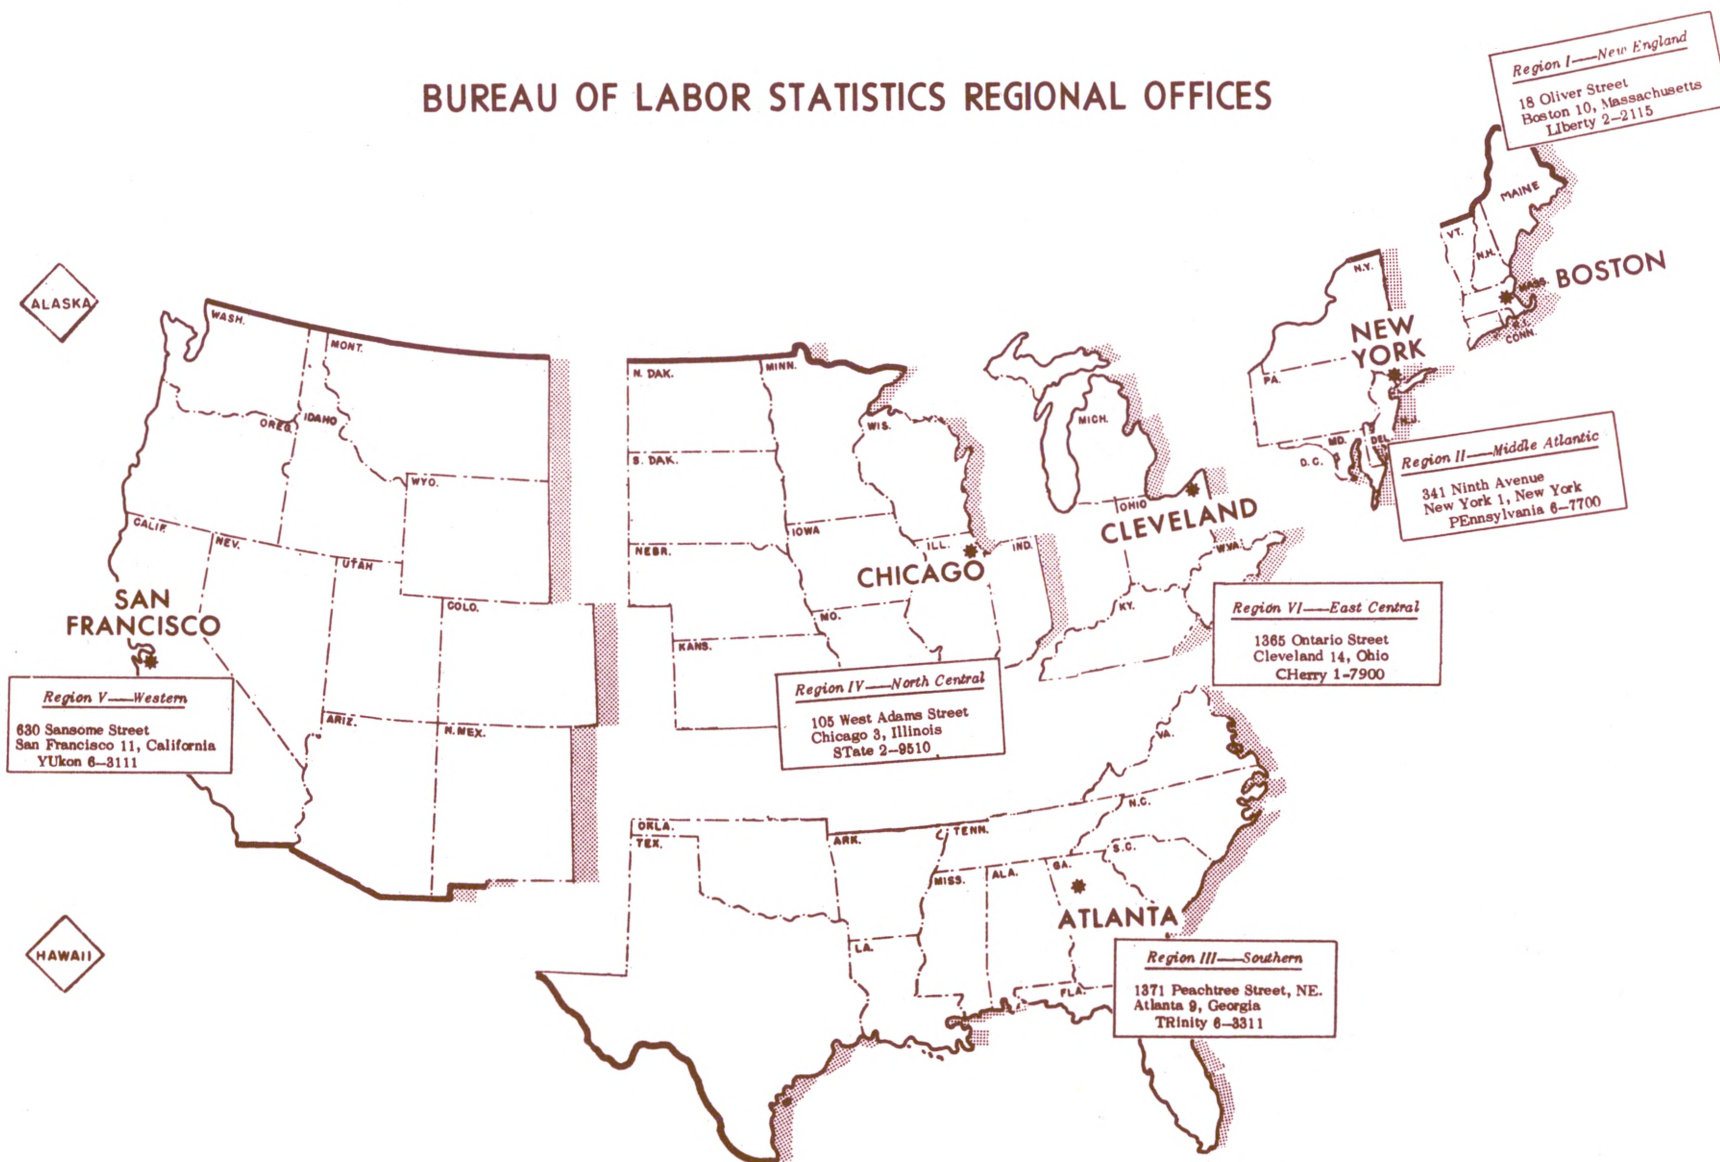 BUREAU OF LABOR STATISTICS REGIONAL OFFICES
Region I—New England
18 Oliver Street
Boston 10, Massachusetts
LIberty 2-2115
MAINE
VT.
N.H.
MASS.
BOSTON
R.I.
CONN.
N.Y.
NEW
YORK
PA.
N.J.
MD.
DEL.
D.C.
Region II—Middle Atlantic
341 Ninth Avenue
New York 1, New York
PEnnsylvania 6-7700
ALASKA
WASH.
MONT.
OREG.
IDAHO
WYO.
CALIF.
NEV.
UTAH
COLO.
SAN
FRANCISCO
Region V—Western
630 Sansome Street
San Francisco 11, California
YUkon 6-3111
ARIZ.
N.MEX.
N. DAK.
MINN.
WIS.
S. DAK.
IOWA
NEBR.
ILL.
IND.
CHICAGO
MO.
KANS.
Region IV—North Central
105 West Adams Street
Chicago 3, Illinois
STate 2-9510
MICH.
OHIO
CLEVELAND
W.VA.
KY.
Region VI—East Central
1365 Ontario Street
Cleveland 14, Ohio
CHerry 1-7900
VA.
N.C.
OKLA.
TEX.
ARK.
TENN.
S.C.
MISS.
ALA.
GA.
ATLANTA
LA.
FLA.
Region III—Southern
1371 Peachtree Street, NE.
Atlanta 9, Georgia
TRinity 6-3311
HAWAII